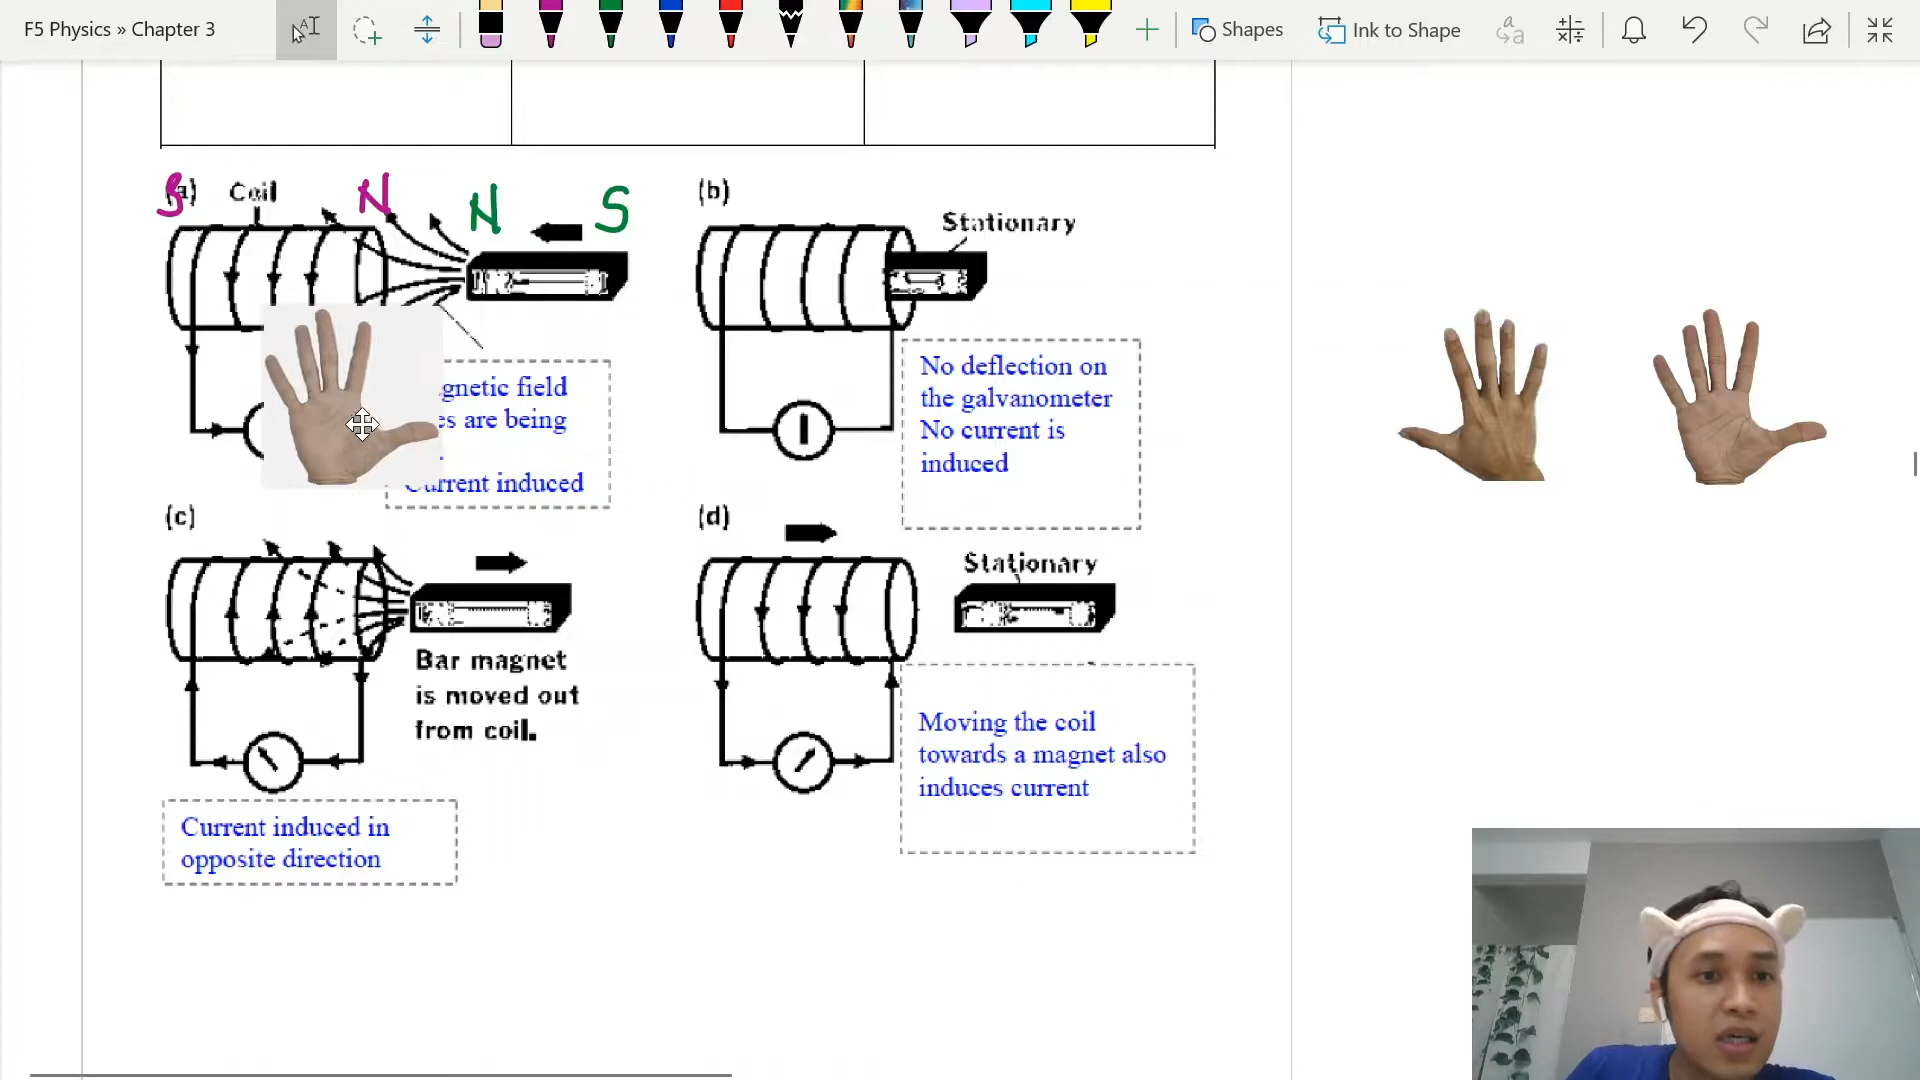 F5 Physics » Chapter 3
Shapes
Ink to Shape
S N N S
(a) Coil
(b)
Stationary
gnetic field
es are being
.
Current induced
No deflection on
the galvanometer
No current is
induced
(c)
(d)
Stationary
Bar magnet
is moved out
from coil.
Moving the coil
towards a magnet also
induces current
Current induced in
opposite direction